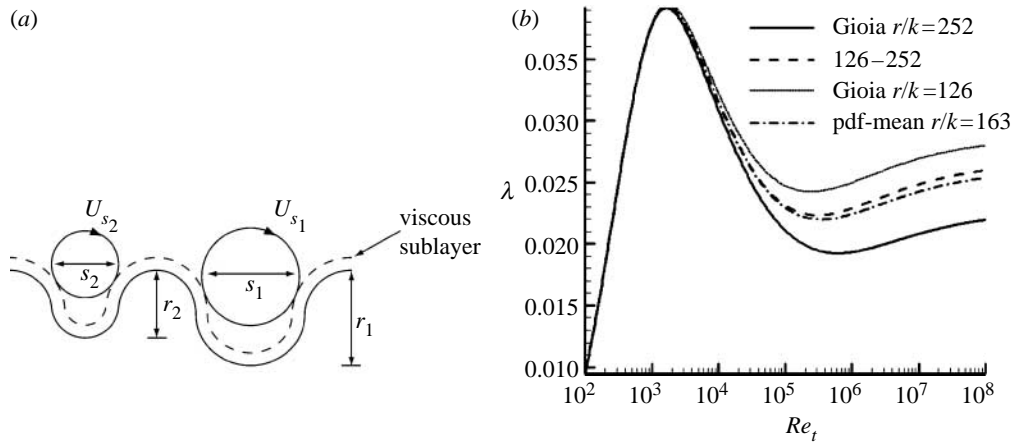 (a)
U_{s_2}
U_{s_1}
viscous
sublayer
s_2
s_1
r_2
r_1
(b)
Gioia r/k=252
126–252
Gioia r/k=126
pdf-mean r/k=163
0.035
0.030
0.025
λ
0.020
0.015
0.010
10^2
10^3
10^4
10^5
10^6
10^7
10^8
Re_t